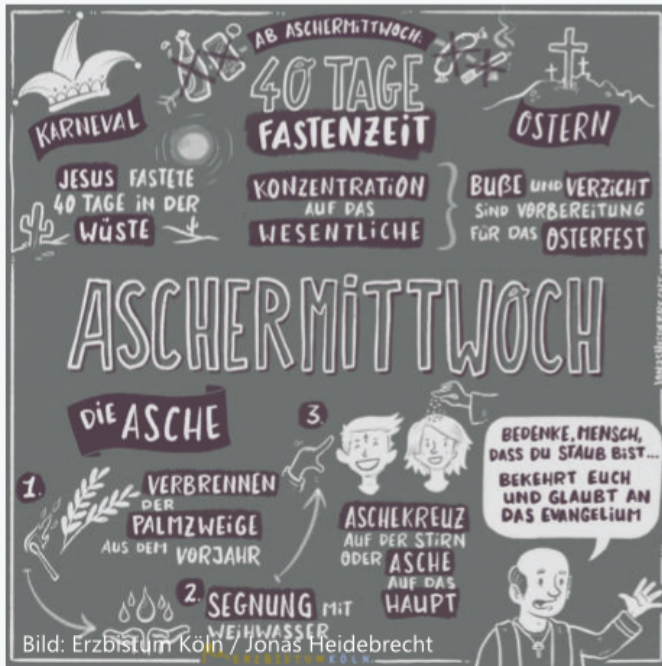 AB ASCHERMITTWOCH:
40 TAGE
FASTENZEIT
KARNEVAL
OSTERN
JESUS FASTETE
40 TAGE IN DER
WÜSTE
KONZENTRATION
AUF DAS
WESENTLICHE
BUßE UND VERZICHT
SIND VORBEREITUNG
FÜR DAS OSTERFEST
ASCHERMITTWOCH
DIE ASCHE
1.
VERBRENNEN
DER
PALMZWEIGE
AUS DEM VORJAHR
2. SEGNUNG MIT
WEIHWASSER
3.
ASCHEKREUZ
AUF DER STIRN
ODER ASCHE
AUF DAS
HAUPT
BEDENKE, MENSCH,
DASS DU STAUB BIST...
BEKEHRT EUCH
UND GLAUBT AN
DAS EVANGELIUM
Bild: Erzbistum Köln / Jonas Heidebrecht
ERZBISTUM KÖLN